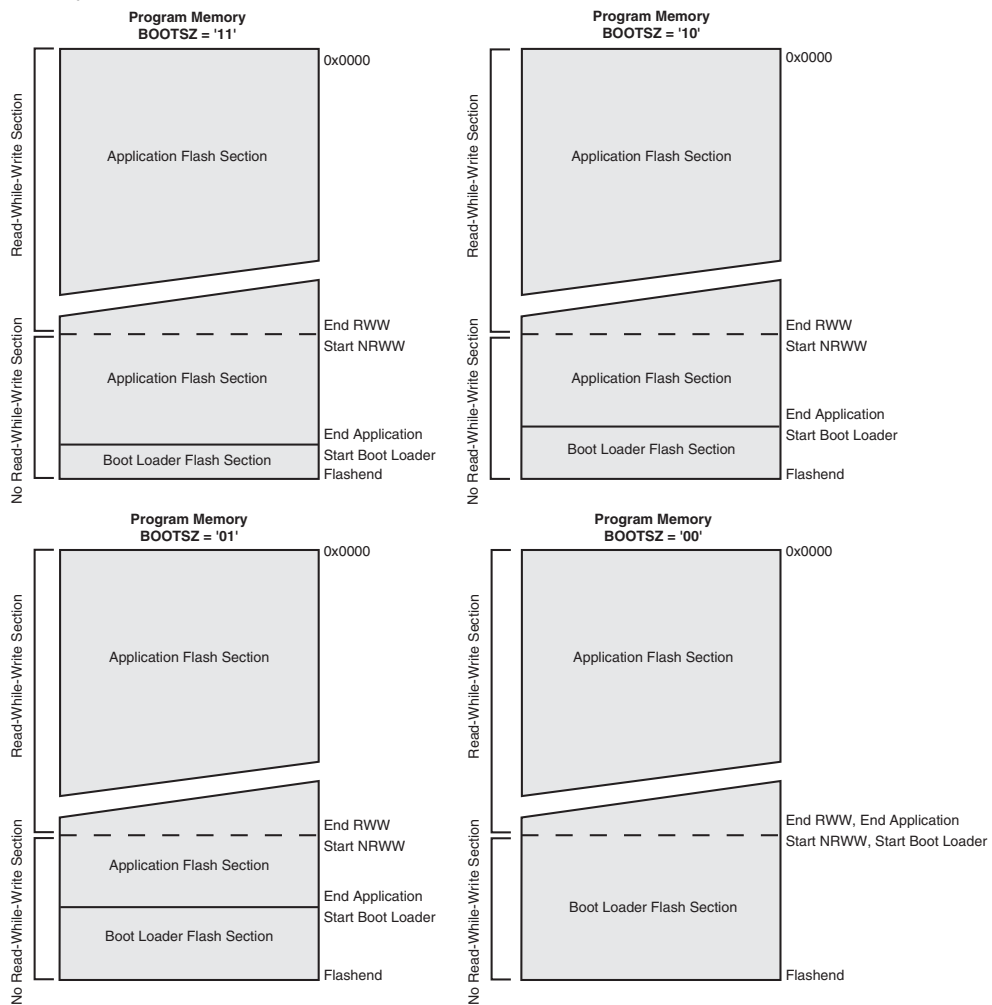 Program Memory
BOOTSZ = '11'
0x0000
Read-While-Write Section
Application Flash Section
End RWW
Start NRWW
No Read-While-Write Section
Application Flash Section
End Application
Start Boot Loader
Boot Loader Flash Section
Flashend
Program Memory
BOOTSZ = '10'
0x0000
Read-While-Write Section
Application Flash Section
End RWW
Start NRWW
No Read-While-Write Section
Application Flash Section
End Application
Start Boot Loader
Boot Loader Flash Section
Flashend
Program Memory
BOOTSZ = '01'
0x0000
Read-While-Write Section
Application Flash Section
End RWW
Start NRWW
No Read-While-Write Section
Application Flash Section
End Application
Start Boot Loader
Boot Loader Flash Section
Flashend
Program Memory
BOOTSZ = '00'
0x0000
Read-While-Write Section
Application Flash Section
End RWW, End Application
Start NRWW, Start Boot Loader
No Read-While-Write Section
Boot Loader Flash Section
Flashend